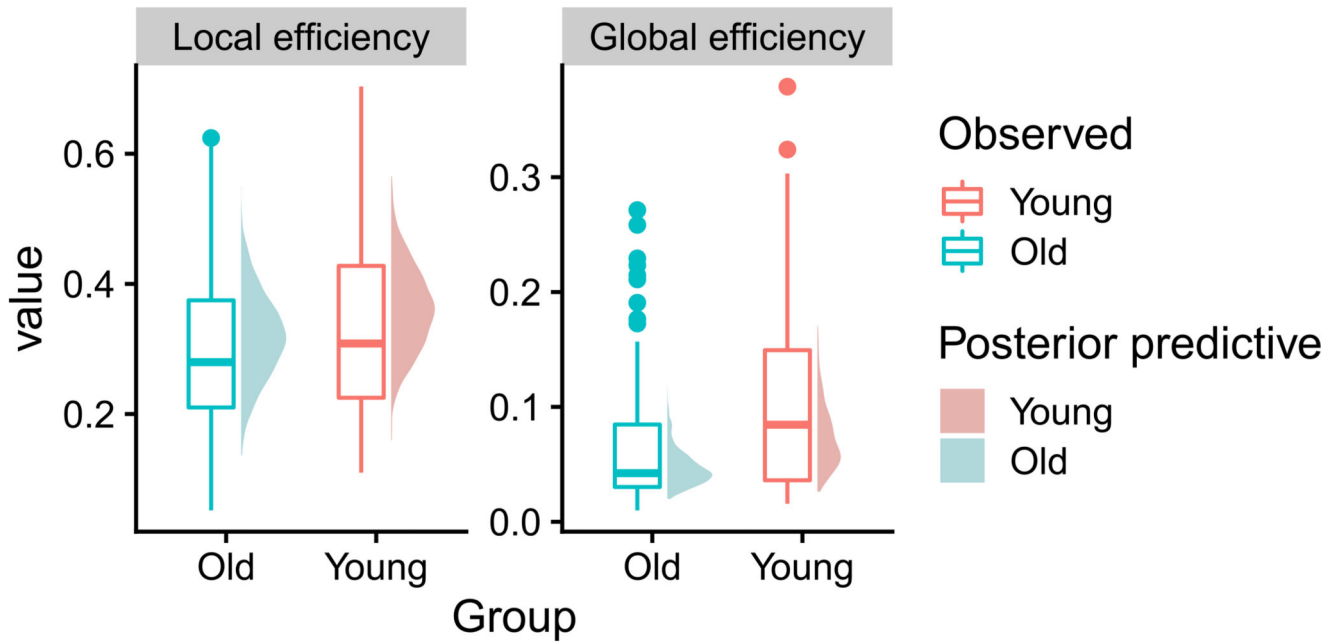 Local efficiency
Global efficiency
value
0.6
0.4
0.2
0.3
0.2
0.1
0.0
Old
Young
Old
Young
Group
Observed
Young
Old
Posterior predictive
Young
Old